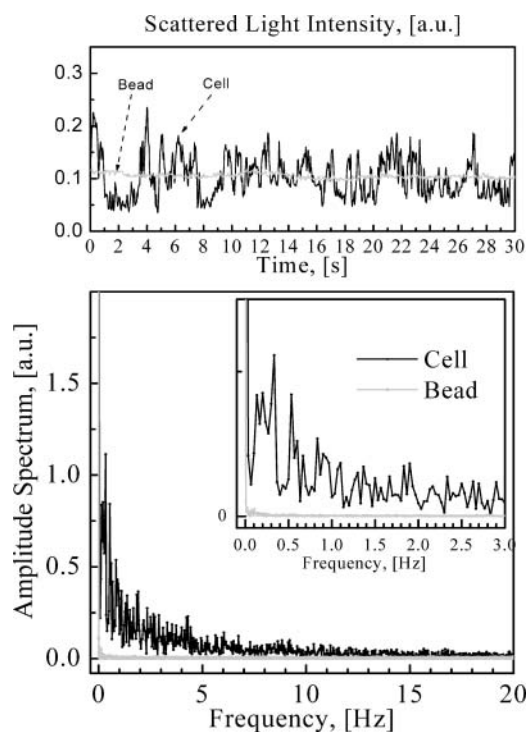 Scattered Light Intensity, [a.u.]
0.3
0.2
0.1
0.0
Bead
Cell
0 2 4 6 8 10 12 14 16 18 20 22 24 26 28 30
Time, [s]
Amplitude Spectrum, [a.u.]
1.5
1.0
0.5
0.0
Cell
Bead
0
0.0 0.5 1.0 1.5 2.0 2.5 3.0
Frequency, [Hz]
0 5 10 15 20
Frequency, [Hz]